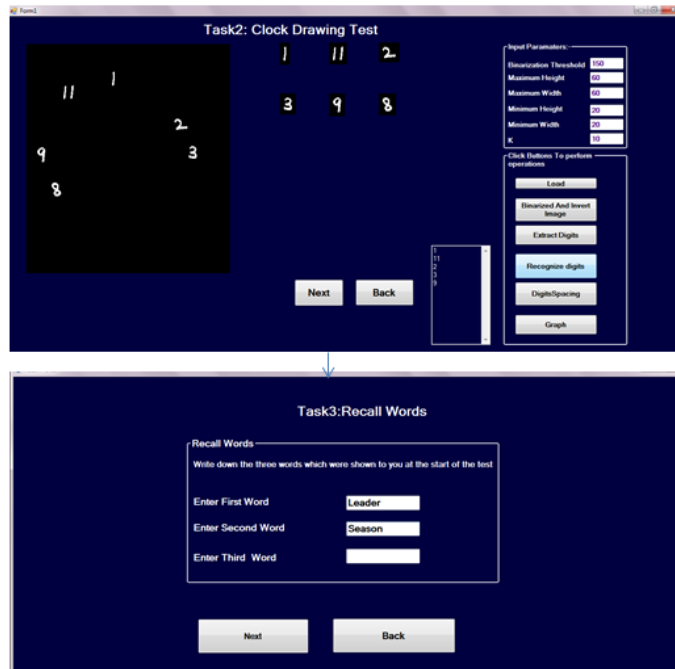 Form1
Task2: Clock Drawing Test
1
11
2
3
9
8
1 11 2
3 9 8
Input Paramaters:-
Binarization Threshold 150
Maximum Height 60
Maximum Width 60
Minimum Height 20
Minimum Width 20
K 10
Click Buttons To perform
operations
Load
Binarized And Invert
Image
Extract Digits
Recognize digits
DigitsSpacing
Graph
1
11
2
3
9
Next Back
Task3:Recall Words
Recall Words
Write down the three words which were shown to you at the start of the test
Enter First Word Leader
Enter Second Word Season
Enter Third Word
Next Back